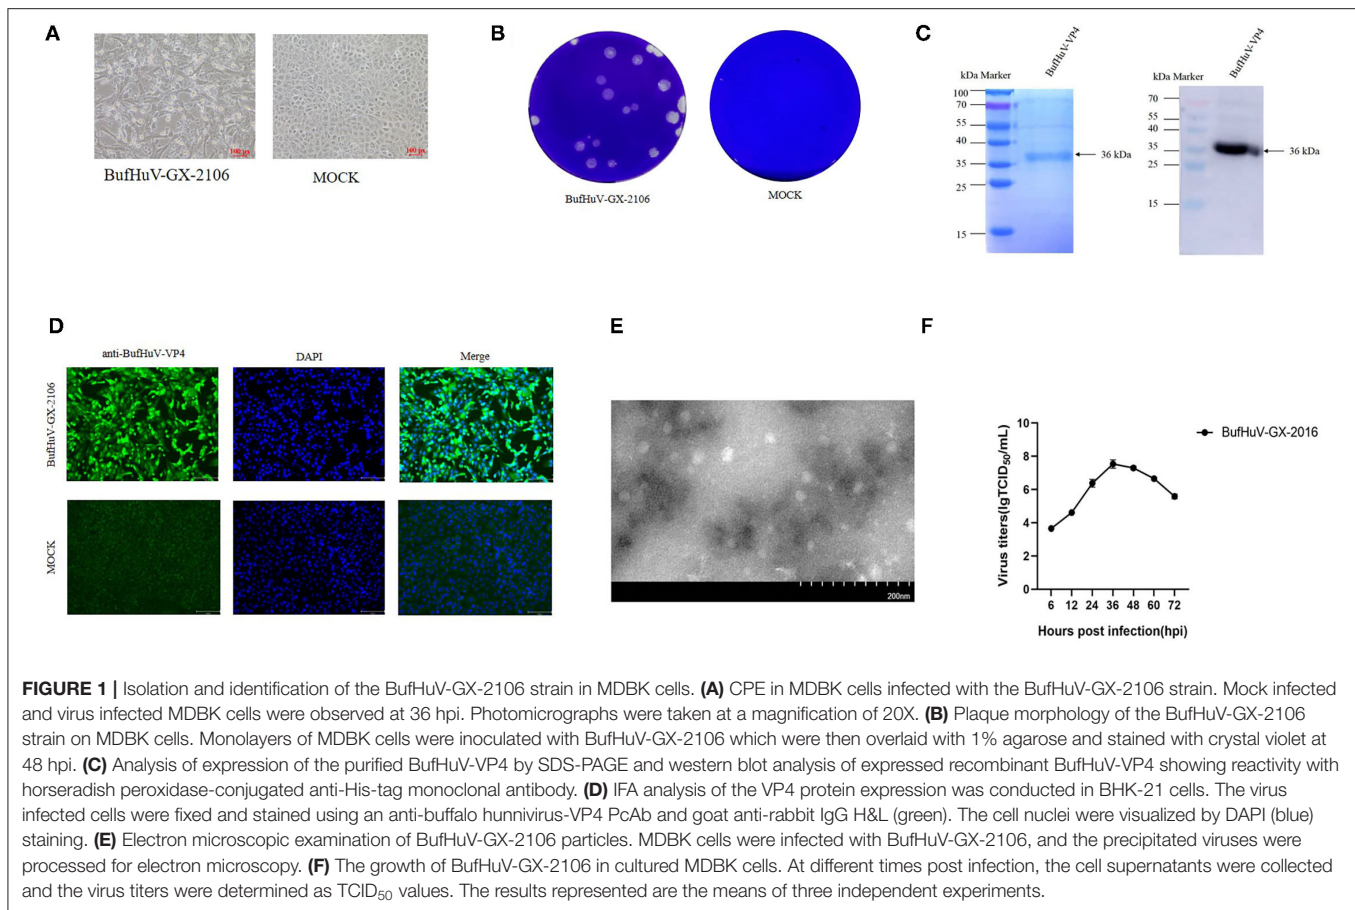 A
BufHuV-GX-2106
MOCK
B
BufHuV-GX-2106
MOCK
C
kDa Marker
BufHuV-VP4
100
70
55
40
35
25
15
36 kDa
kDa Marker
BufHuV-VP4
70
55
40
35
25
15
36 kDa
D
anti-BufHuV-VP4
DAPI
Merge
BufHuV-GX-2106
MOCK
E
200nm
F
BufHuV-GX-2016
Virus titers(lgTCID50/mL)
10
8
6
4
2
0
6 12 24 36 48 60 72
Hours post infection(hpi)
FIGURE 1 | Isolation and identification of the BufHuV-GX-2106 strain in MDBK cells. (A) CPE in MDBK cells infected with the BufHuV-GX-2106 strain. Mock infected
and virus infected MDBK cells were observed at 36 hpi. Photomicrographs were taken at a magnification of 20X. (B) Plaque morphology of the BufHuV-GX-2106
strain on MDBK cells. Monolayers of MDBK cells were inoculated with BufHuV-GX-2106 which were then overlaid with 1% agarose and stained with crystal violet at
48 hpi. (C) Analysis of expression of the purified BufHuV-VP4 by SDS-PAGE and western blot analysis of expressed recombinant BufHuV-VP4 showing reactivity with
horseradish peroxidase-conjugated anti-His-tag monoclonal antibody. (D) IFA analysis of the VP4 protein expression was conducted in BHK-21 cells. The virus
infected cells were fixed and stained using an anti-buffalo hunnivirus-VP4 PcAb and goat anti-rabbit IgG H&L (green). The cell nuclei were visualized by DAPI (blue)
staining. (E) Electron microscopic examination of BufHuV-GX-2106 particles. MDBK cells were infected with BufHuV-GX-2106, and the precipitated viruses were
processed for electron microscopy. (F) The growth of BufHuV-GX-2106 in cultured MDBK cells. At different times post infection, the cell supernatants were collected
and the virus titers were determined as TCID50 values. The results represented are the means of three independent experiments.